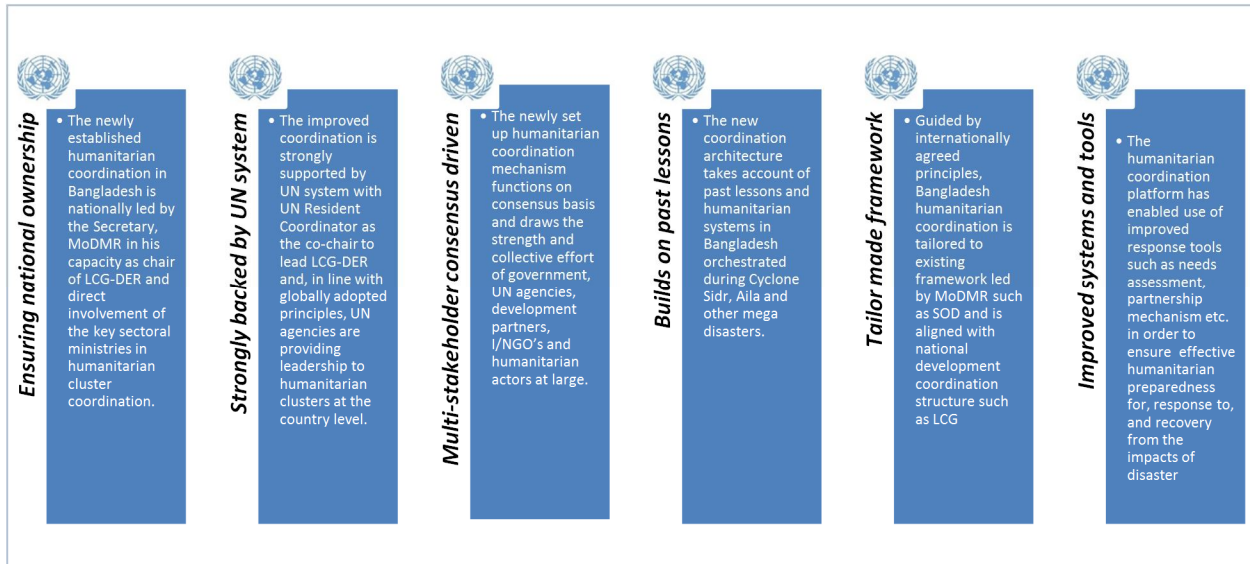 Ensuring national ownership
• The newly
established
humanitarian
coordination in
Bangladesh is
nationally led by
the Secretary,
MoDMR in his
capacity as chair
of LCG-DER and
direct
involvement of
the key sectoral
ministries in
humanitarian
cluster
coordination.
Strongly backed by UN system
• The improved
coordination is
strongly
supported by
UN system with
UN Resident
Coordinator as
the co-chair to
lead LCG-DER
and, in line with
globally adopted
principles, UN
agencies are
providing
leadership to
humanitarian
clusters at the
country level.
Multi-stakeholder consensus driven
• The newly set
up humanitarian
coordination
mechanism
functions on
consensus basis
and draws the
strength and
collective effort
of government,
UN agencies,
development
partners,
I/NGO's and
humanitarian
actors at large.
Builds on past lessons
• The new
coordination
architecture
takes account of
past lessons and
humanitarian
systems in
Bangladesh
orchestrated
during Cyclone
Sidr, Aila and
other mega
disasters.
Tailor made framework
• Guided by
internationally
agreed
principles,
Bangladesh
humanitarian
coordination is
tailored to
existing
framework led
by MoDMR such
as SOD and is
aligned with
national
development
coordination
structure such
as LCG
Improved systems and tools
• The
humanitarian
coordination
platform has
enabled use of
improved
response tools
such as needs
assessment,
partnership
mechanism etc.
in order to
ensure effective
humanitarian
preparedness
for, response to,
and recovery
from the
impacts of
disaster